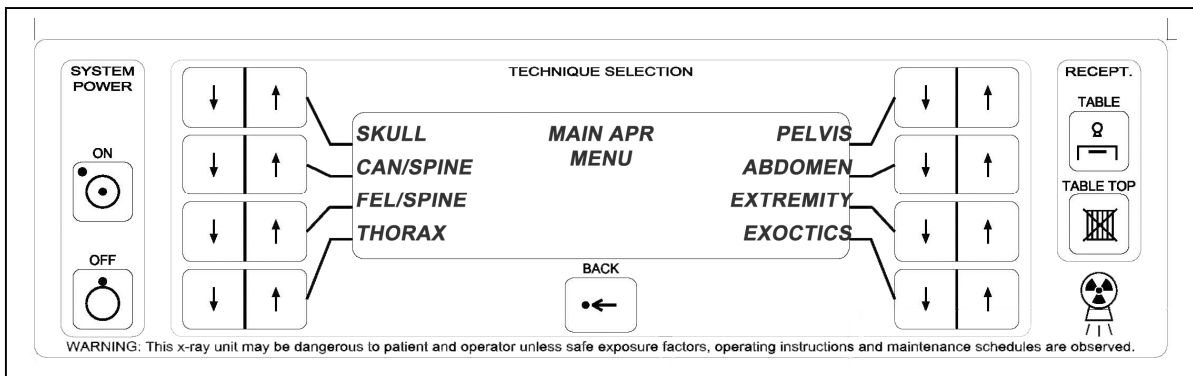 SYSTEM
POWER
ON
OFF
TECHNIQUE SELECTION
MAIN APR
MENU
SKULL
CAN/SPINE
FEL/SPINE
THORAX
PELVIS
ABDOMEN
EXTREMITY
EXOCTICS
BACK
RECEPT.
TABLE
TABLE TOP
WARNING: This x-ray unit may be dangerous to patient and operator unless safe exposure factors, operating instructions and maintenance schedules are observed.